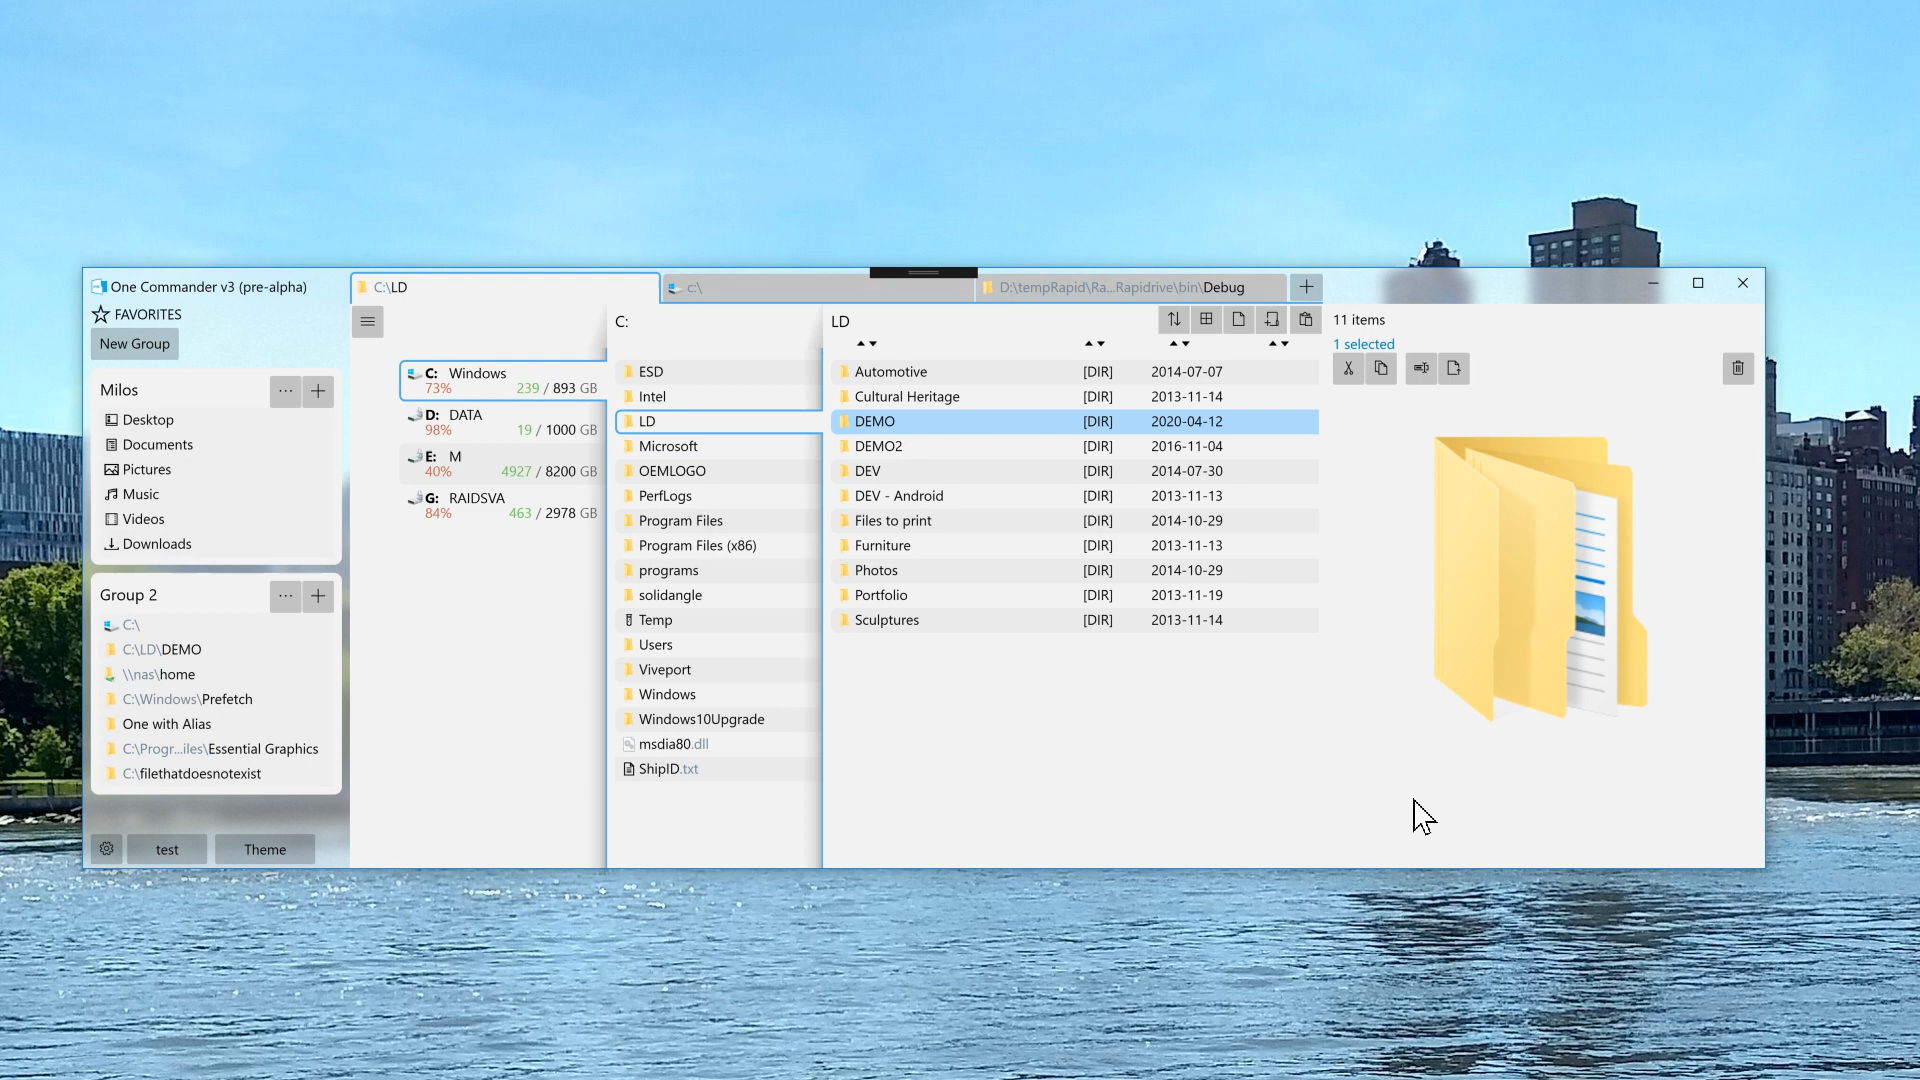 One Commander v3 (pre-alpha)
FAVORITES
New Group
Milos
Desktop
Documents
Pictures
Music
Videos
Downloads
Group 2
C:\
C:\LD\DEMO
\\nas\home
C:\Windows\Prefetch
One with Alias
C:\Progr...iles\Essential Graphics
C:\filethatdoesnotexist
test
Theme
C:\LD
c:\
D:\tempRapid\Ra...Rapidrive\bin\Debug
C: Windows
73% 239 / 893 GB
D: DATA
98% 19 / 1000 GB
E: M
40% 4927 / 8200 GB
G: RAIDSVA
84% 463 / 2978 GB
C:
ESD
Intel
LD
Microsoft
OEMLOGO
PerfLogs
Program Files
Program Files (x86)
programs
solidangle
Temp
Users
Viveport
Windows
Windows10Upgrade
msdia80.dll
ShipID.txt
LD
Automotive [DIR] 2014-07-07
Cultural Heritage [DIR] 2013-11-14
DEMO [DIR] 2020-04-12
DEMO2 [DIR] 2016-11-04
DEV [DIR] 2014-07-30
DEV - Android [DIR] 2013-11-13
Files to print [DIR] 2014-10-29
Furniture [DIR] 2013-11-13
Photos [DIR] 2014-10-29
Portfolio [DIR] 2013-11-19
Sculptures [DIR] 2013-11-14
11 items
1 selected